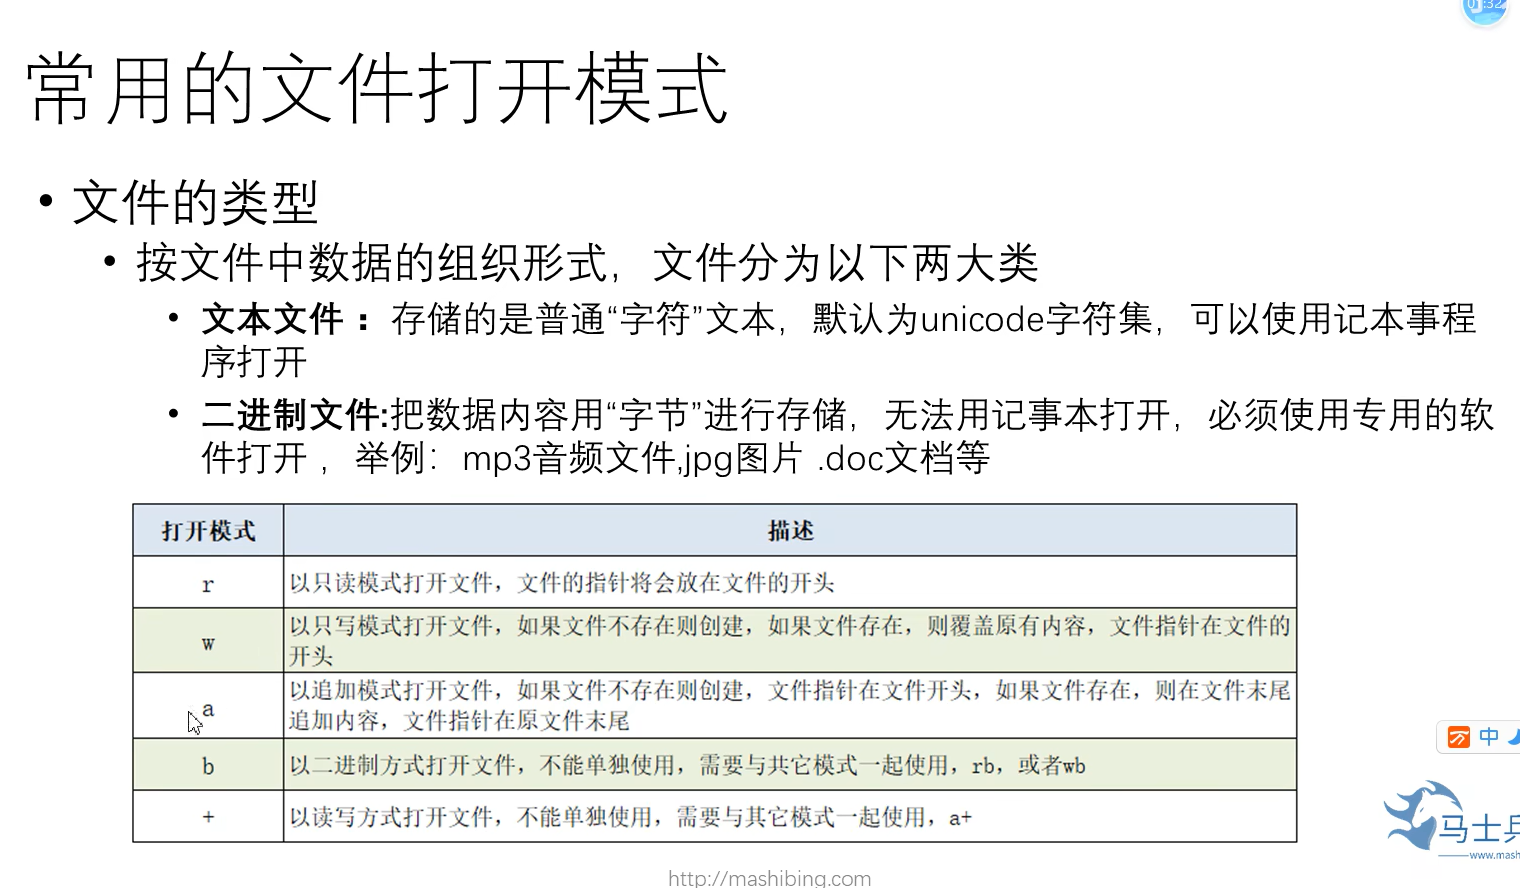 01:32
常用的文件打开模式
• 文件的类型
• 按文件中数据的组织形式，文件分为以下两大类
• 文本文件 ：存储的是普通“字符”文本，默认为unicode字符集，可以使用记本事程
序打开
• 二进制文件:把数据内容用“字节”进行存储，无法用记事本打开，必须使用专用的软
件打开 ，举例：mp3音频文件,jpg图片 .doc文档等
打开模式 描述
r 以只读模式打开文件，文件的指针将会放在文件的开头
w 以只写模式打开文件，如果文件不存在则创建，如果文件存在，则覆盖原有内容，文件指针在文件的
开头
a 以追加模式打开文件，如果文件不存在则创建，文件指针在文件开头，如果文件存在，则在文件末尾
追加内容，文件指针在原文件末尾
b 以二进制方式打开文件，不能单独使用，需要与共它模式一起使用，rb，或者wb
+ 以读写方式打开文件，不能单独使用，需要与其它模式一起使用，a+
中
马士兵
www.mash
http://mashibing.com